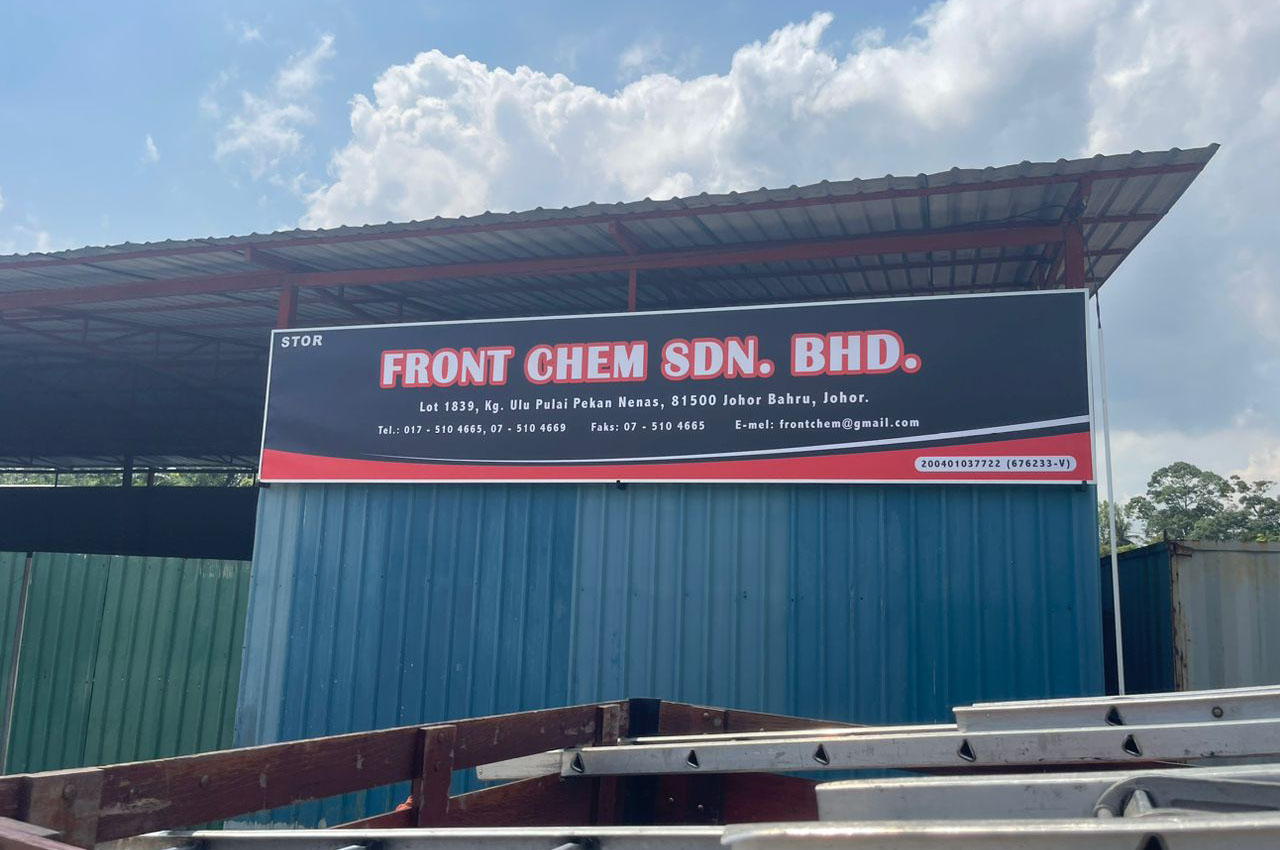 STOR
FRONT CHEM SDN. BHD.
Lot 1839, Kg. Ulu Pulai Pekan Nenas, 81500 Johor Bahru, Johor.
Tel.: 017 - 510 4665, 07 - 510 4669 Faks: 07 - 510 4665 E-mel: frontchem@gmail.com
200401037722 (676233-V)